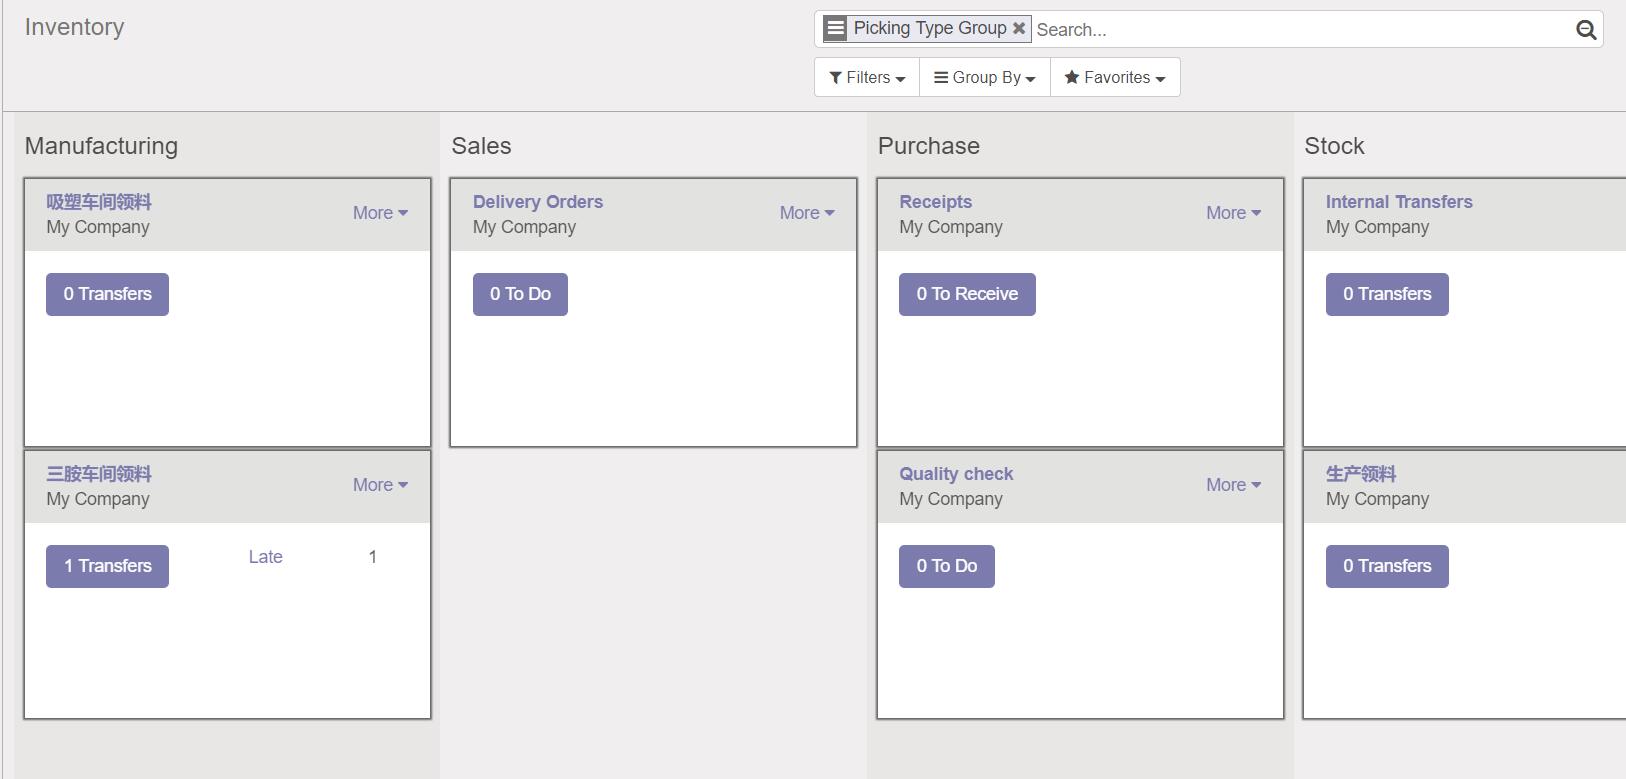 Inventory
Picking Type Group
Search...
Filters
Group By
Favorites
Manufacturing
Sales
Purchase
Stock
吸塑车间领料
My Company
More
0 Transfers
Delivery Orders
My Company
More
0 To Do
Receipts
My Company
More
0 To Receive
Internal Transfers
My Company
0 Transfers
三胺车间领料
My Company
More
1 Transfers
Late
1
Quality check
My Company
More
0 To Do
生产领料
My Company
0 Transfers